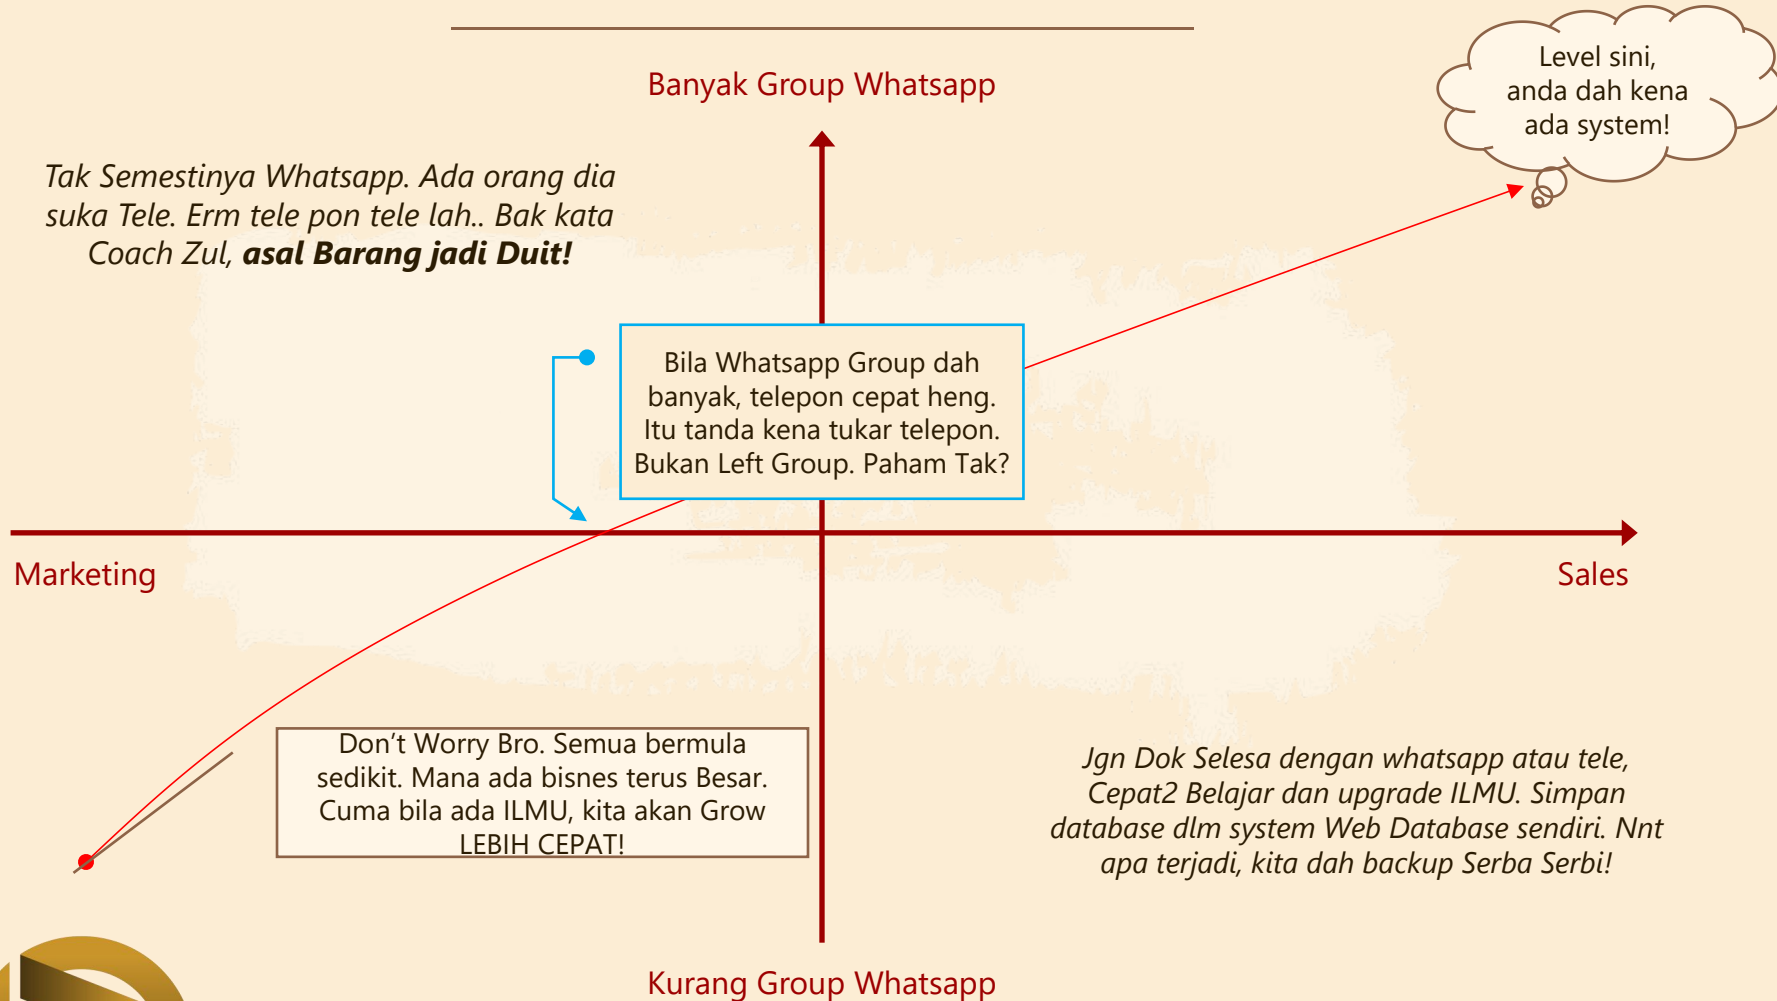 Banyak Group Whatsapp
Level sini,
anda dah kena
ada system!
Tak Semestinya Whatsapp. Ada orang dia
suka Tele. Erm tele pon tele lah.. Bak kata
Coach Zul, asal Barang jadi Duit!
Bila Whatsapp Group dah
banyak, telepon cepat heng.
Itu tanda kena tukar telepon.
Bukan Left Group. Paham Tak?
Marketing
Sales
Don’t Worry Bro. Semua bermula
sedikit. Mana ada bisnes terus Besar.
Cuma bila ada ILMU, kita akan Grow
LEBIH CEPAT!
Jgn Dok Selesa dengan whatsapp atau tele,
Cepat2 Belajar dan upgrade ILMU. Simpan
database dlm system Web Database sendiri. Nnt
apa terjadi, kita dah backup Serba Serbi!
Kurang Group Whatsapp